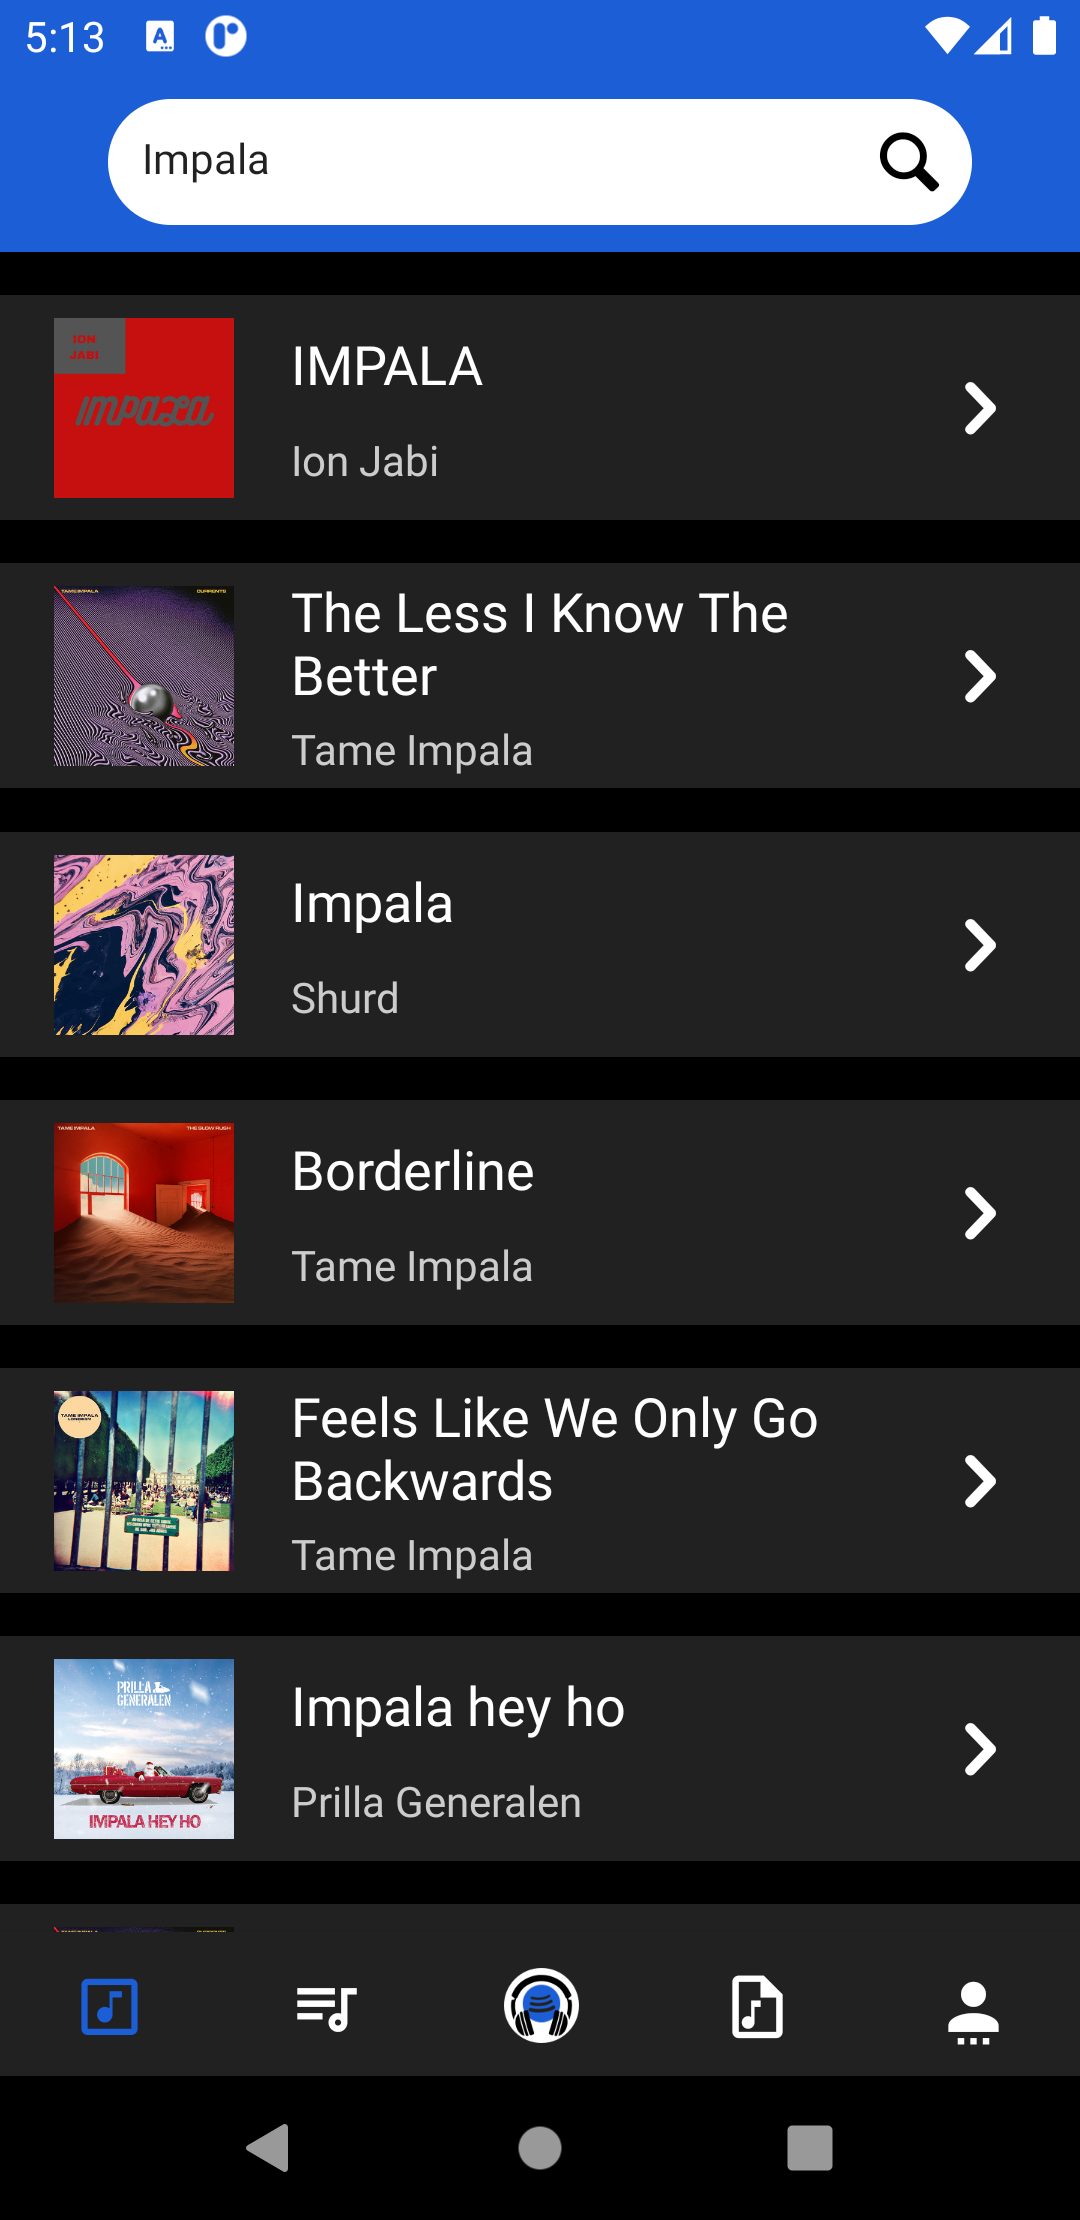 5:13
Impala
ION
JABI
IMPALA
IMPALA
Ion Jabi
TAME IMPALA
CURRENTS
The Less I Know The
Better
Tame Impala
Impala
Shurd
TAME IMPALA
THE SLOW RUSH
Borderline
Tame Impala
TAME IMPALA
LONERISM
Feels Like We Only Go
Backwards
Tame Impala
PRILLA
GENERALEN
IMPALA HEY HO
Impala hey ho
Prilla Generalen